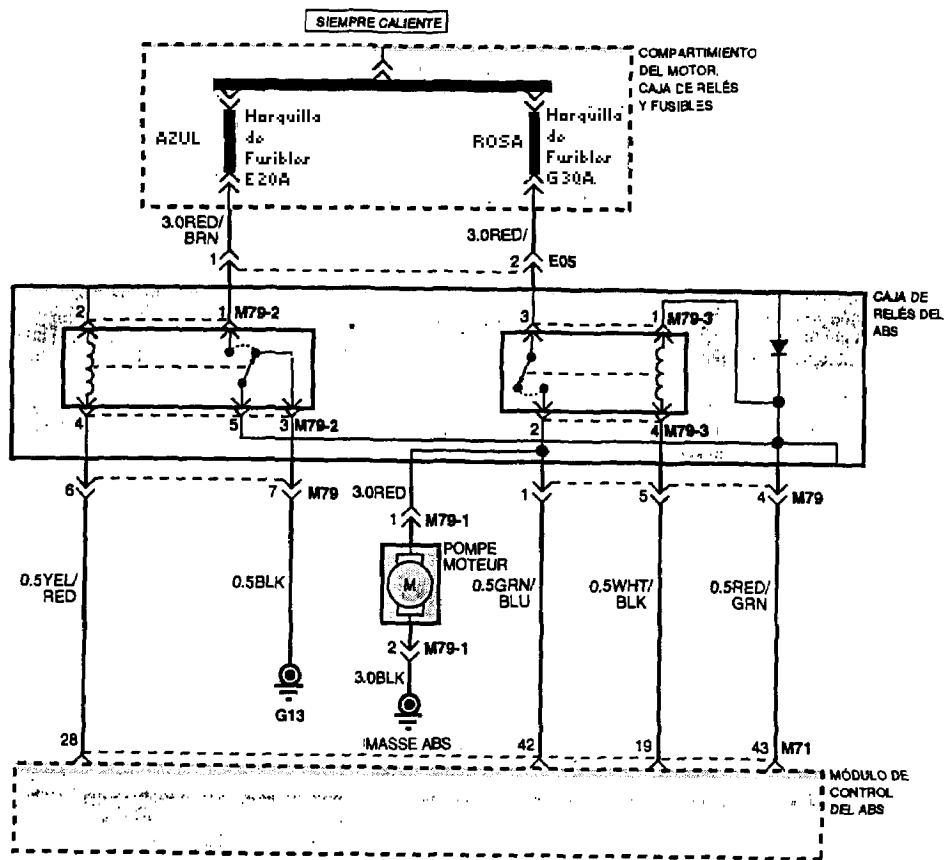 SIEMPRE CALIENTE
COMPARTIMIENTO
DEL MOTOR.
CAJA DE RELÉS
Y FUSIBLES
AZUL
Horquilla
de
Furibler
E20A
ROSA
Horquilla
de
Furibler
G30A
3.0RED/
BRN
3.0RED/
1
2
E05
CAJA DE
RELÉS DEL
ABS
2
1
M79-2
3
1
M79-3
4
5
3
M79-2
2
4
M79-3
6
7
M79
3.0RED
1
5
4
M79
1
M79-1
POMPE
MOTEUR
M
0.5YEL/
RED
0.5BLK
0.5GRN/
BLU
0.5WHT/
BLK
0.5RED/
GRN
2
M79-1
3.0BLK
G13
MASSE ABS
28
42
19
43
M71
MÓDULO DE
CONTROL
DEL ABS